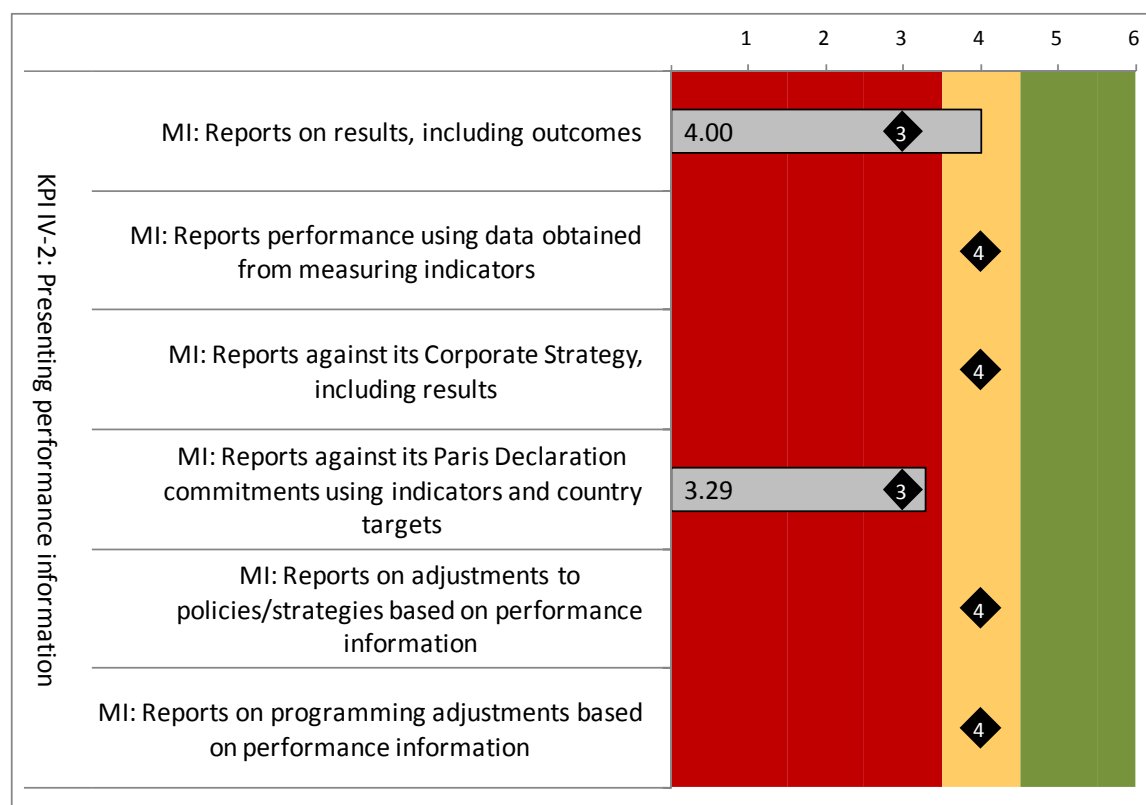 1 2 3 4 5 6
KPI IV-2: Presenting performance information
MI: Reports on results, including outcomes
4.00
3
MI: Reports performance using data obtained
from measuring indicators
4
MI: Reports against its Corporate Strategy,
including results
4
MI: Reports against its Paris Declaration
commitments using indicators and country
targets
3.29
3
MI: Reports on adjustments to
policies/strategies based on performance
information
4
MI: Reports on programming adjustments based
on performance information
4